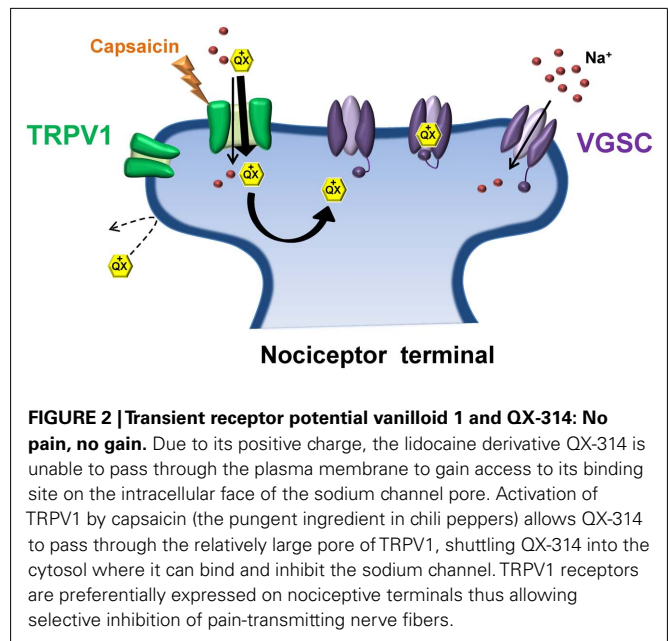 Capsaicin
+
QX
Na+
TRPV1
VGSC
+
QX
+
QX
+
QX
+
QX
Nociceptor terminal
FIGURE 2 | Transient receptor potential vanilloid 1 and QX-314: No
pain, no gain. Due to its positive charge, the lidocaine derivative QX-314 is
unable to pass through the plasma membrane to gain access to its binding
site on the intracellular face of the sodium channel pore. Activation of
TRPV1 by capsaicin (the pungent ingredient in chili peppers) allows QX-314
to pass through the relatively large pore of TRPV1, shuttling QX-314 into the
cytosol where it can bind and inhibit the sodium channel. TRPV1 receptors
are preferentially expressed on nociceptive terminals thus allowing
selective inhibition of pain-transmitting nerve fibers.